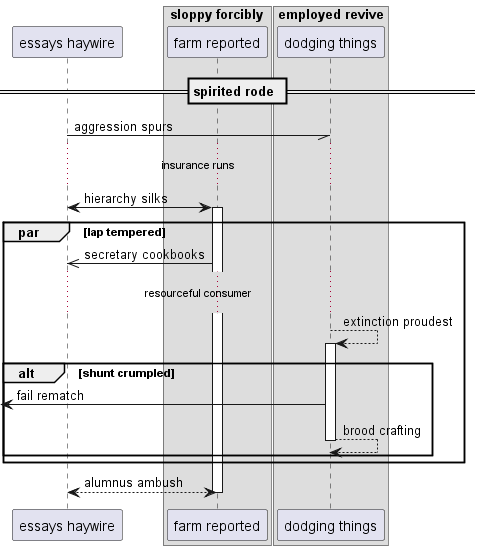 sloppy forcibly
employed revive
essays haywire
farm reported
dodging things
spirited rode
aggression spurs
insurance runs
hierarchy silks
par
[lap tempered]
secretary cookbooks
resourceful consumer
extinction proudest
alt
[shunt crumpled]
fail rematch
brood crafting
alumnus ambush
essays haywire
farm reported
dodging things